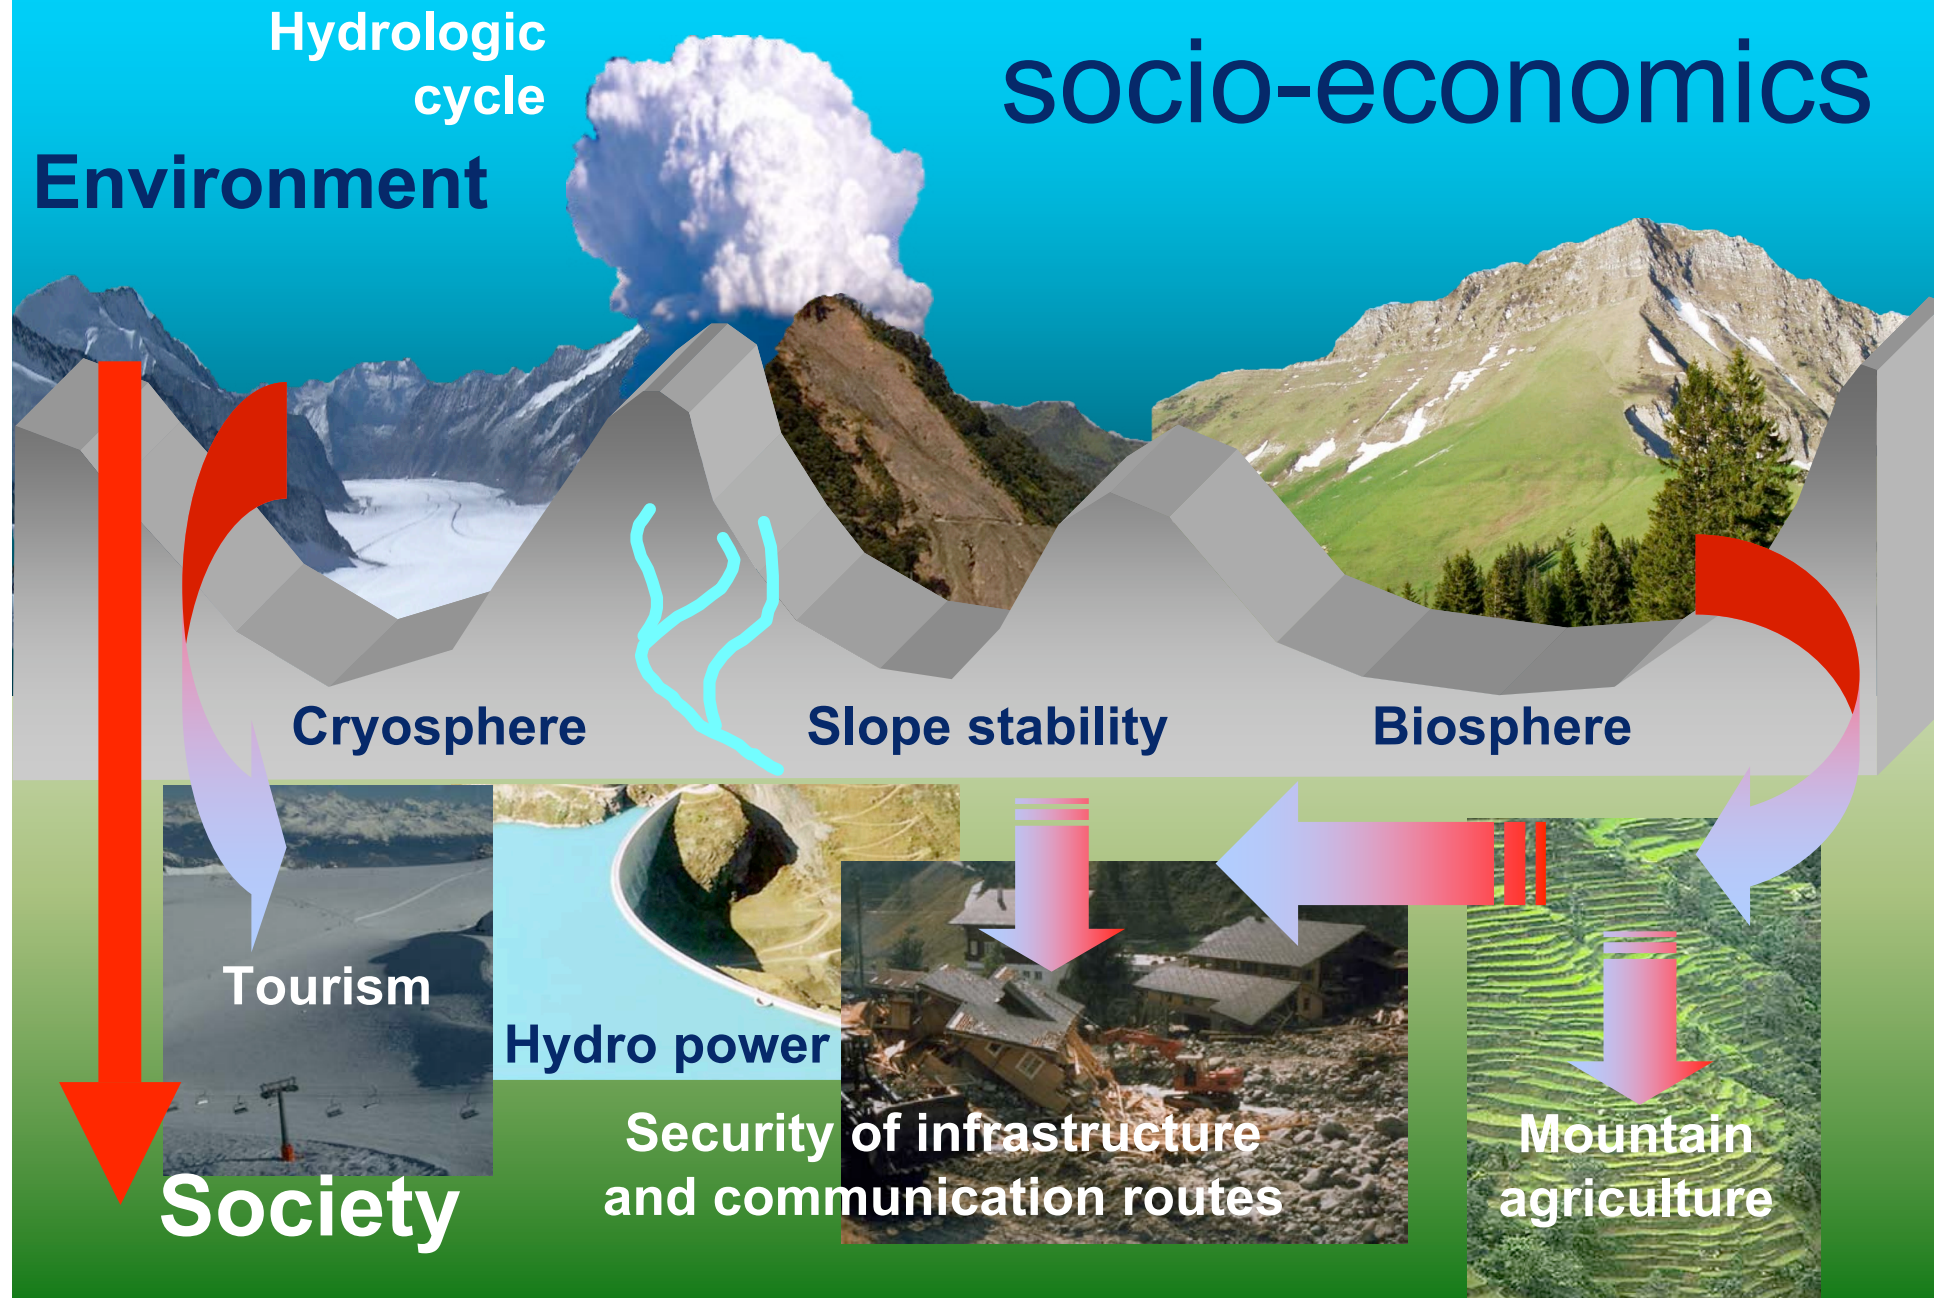 Hydrologic
cycle
socio-economics
Environment
Cryosphere
Slope stability
Biosphere
Tourism
Hydro power
Security of infrastructure
and communication routes
Mountain
agriculture
Society